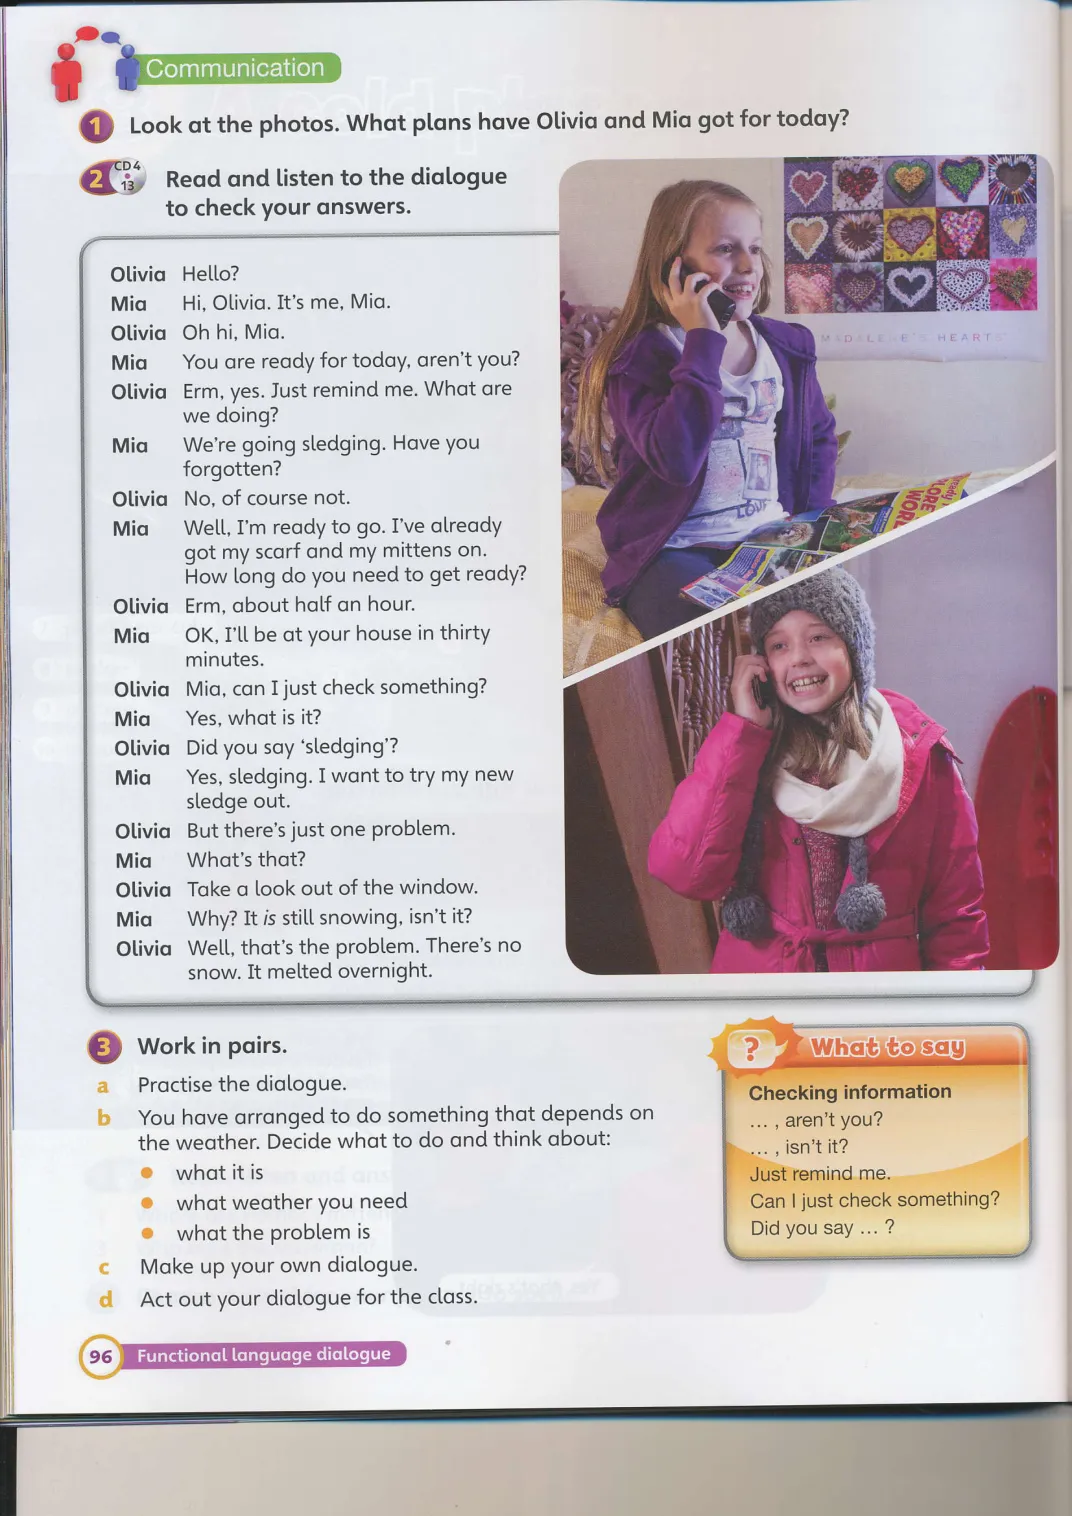 Communication
1 Look at the photos. What plans have Olivia and Mia got for today?
2 CD 4 13 Read and listen to the dialogue
to check your answers.
Olivia Hello?
Mia Hi, Olivia. It's me, Mia.
Olivia Oh hi, Mia.
Mia You are ready for today, aren't you?
Olivia Erm, yes. Just remind me. What are
we doing?
Mia We're going sledging. Have you
forgotten?
Olivia No, of course not.
Mia Well, I'm ready to go. I've already
got my scarf and my mittens on.
How long do you need to get ready?
Olivia Erm, about half an hour.
Mia OK, I'll be at your house in thirty
minutes.
Olivia Mia, can I just check something?
Mia Yes, what is it?
Olivia Did you say 'sledging'?
Mia Yes, sledging. I want to try my new
sledge out.
Olivia But there's just one problem.
Mia What's that?
Olivia Take a look out of the window.
Mia Why? It is still snowing, isn't it?
Olivia Well, that's the problem. There's no
snow. It melted overnight.
MADALENE'S HEARTS
LOVE
3 Work in pairs.
a Practise the dialogue.
b You have arranged to do something that depends on
the weather. Decide what to do and think about:
• what it is
• what weather you need
• what the problem is
c Make up your own dialogue.
d Act out your dialogue for the class.
? What to say
Checking information
... , aren't you?
... , isn't it?
Just remind me.
Can I just check something?
Did you say ... ?
96 Functional language dialogue